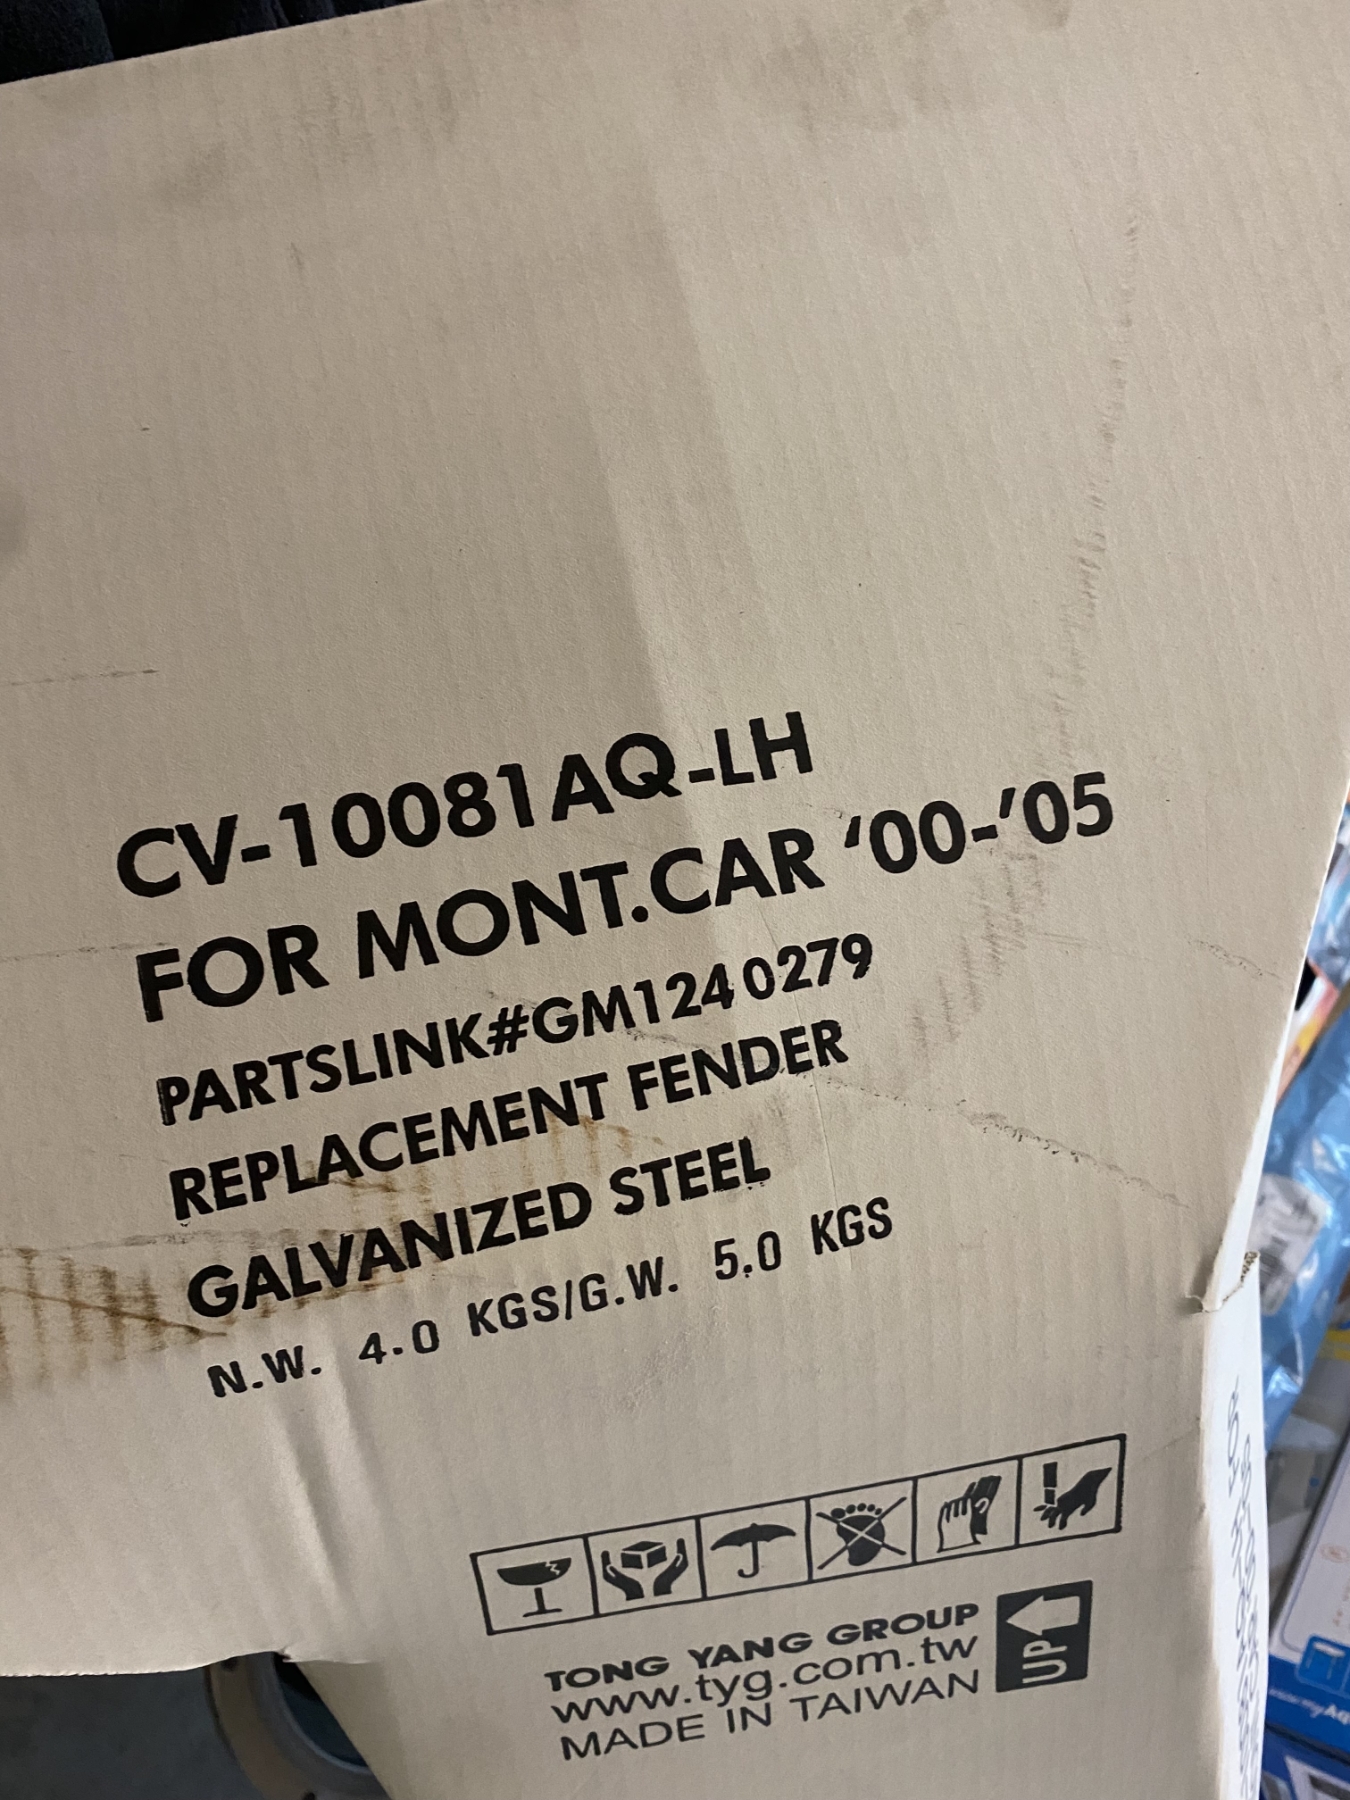 CV-10081AQ-LH
FOR MONT.CAR '00-'05
PARTSLINK#GM1240279
REPLACEMENT FENDER
GALVANIZED STEEL
N.W. 4.0 KGS/G.W. 5.0 KGS
TONG YANG GROUP
www.tyg.com.tw
MADE IN TAIWAN
UP